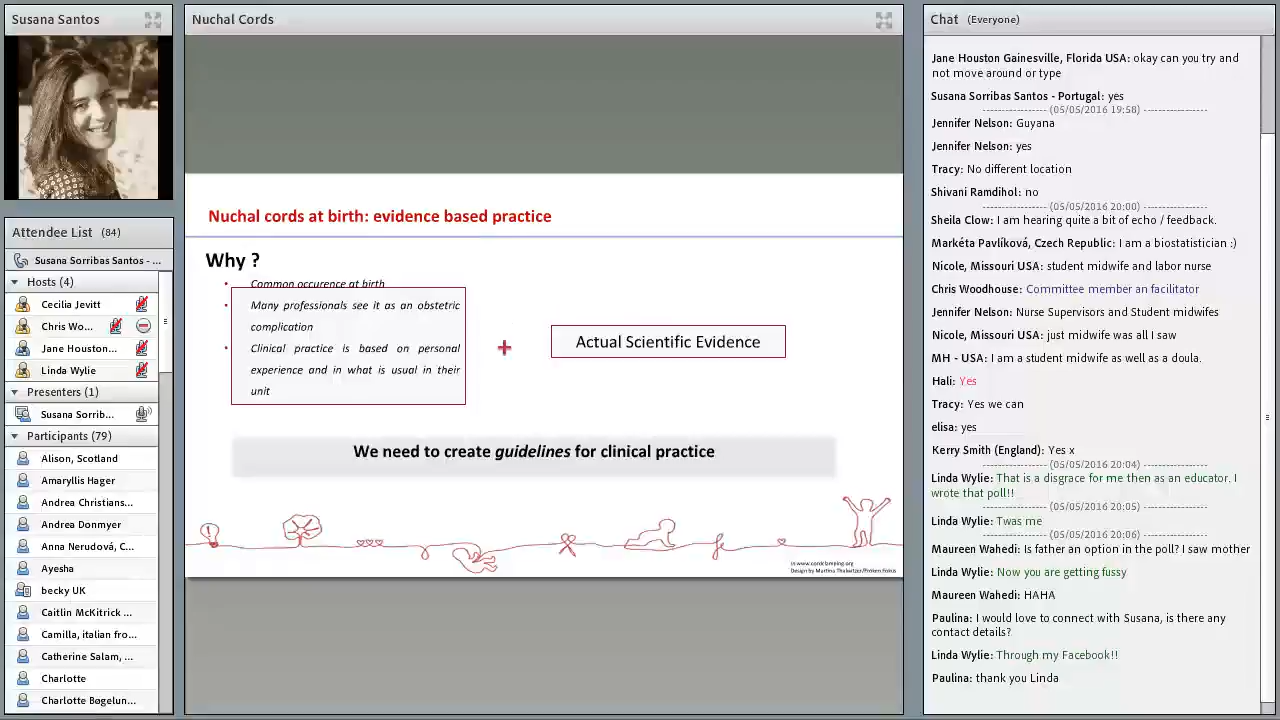 Susana Santos
Nuchal Cords
Chat (Everyone)
Attendee List (84)
Susana Sorribas Santos - ...
Hosts (4)
Cecilia Jevitt
Chris Wo...
Jane Houston...
Linda Wylie
Presenters (1)
Susana Sorrib...
Participants (79)
Alison, Scotland
Amaryllis Hager
Andrea Christians...
Andrea Donmyer
Anna Nerudová, C...
Ayesha
becky UK
Caitlin McKitrick ...
Camilla, italian fro...
Catherine Salam, ...
Charlotte
Charlotte Bøgelun...
Nuchal cords at birth: evidence based practice
Why ?
• Common occurence at birth
• Many professionals see it as an obstetric
complication
• Clinical practice is based on personal
experience and in what is usual in their
unit
+
Actual Scientific Evidence
We need to create guidelines for clinical practice
in www.cordclamping.org
Jane Houston Gainesville, Florida USA: okay can you try and
not move around or type
Susana Sorribas Santos - Portugal: yes
(05/05/2016 19:58)
Jennifer Nelson: Guyana
Jennifer Nelson: yes
Tracy: No different location
Shivani Ramdihol: no
(05/05/2016 20:00)
Sheila Clow: I am hearing quite a bit of echo / feedback.
Markéta Pavlíková, Czech Republic: I am a biostatistician :)
Nicole, Missouri USA: student midwife and labor nurse
Chris Woodhouse: Committee member an facilitator
Jennifer Nelson: Nurse Supervisors and Student midwifes
Nicole, Missouri USA: just midwife was all I saw
MH - USA: I am a student midwife as well as a doula.
Hali: Yes
Tracy: Yes we can
elisa: yes
Kerry Smith (England): Yes x
(05/05/2016 20:04)
Linda Wylie: That is a disgrace for me then as an educator. I
wrote that poll!!
(05/05/2016 20:05)
Linda Wylie: Twas me
(05/05/2016 20:06)
Maureen Wahedi: Is father an option in the poll? I saw mother
Linda Wylie: Now you are getting fussy
Maureen Wahedi: HAHA
Paulina: I would love to connect with Susana, is there any
contact details?
Linda Wylie: Through my Facebook!!
Paulina: thank you Linda